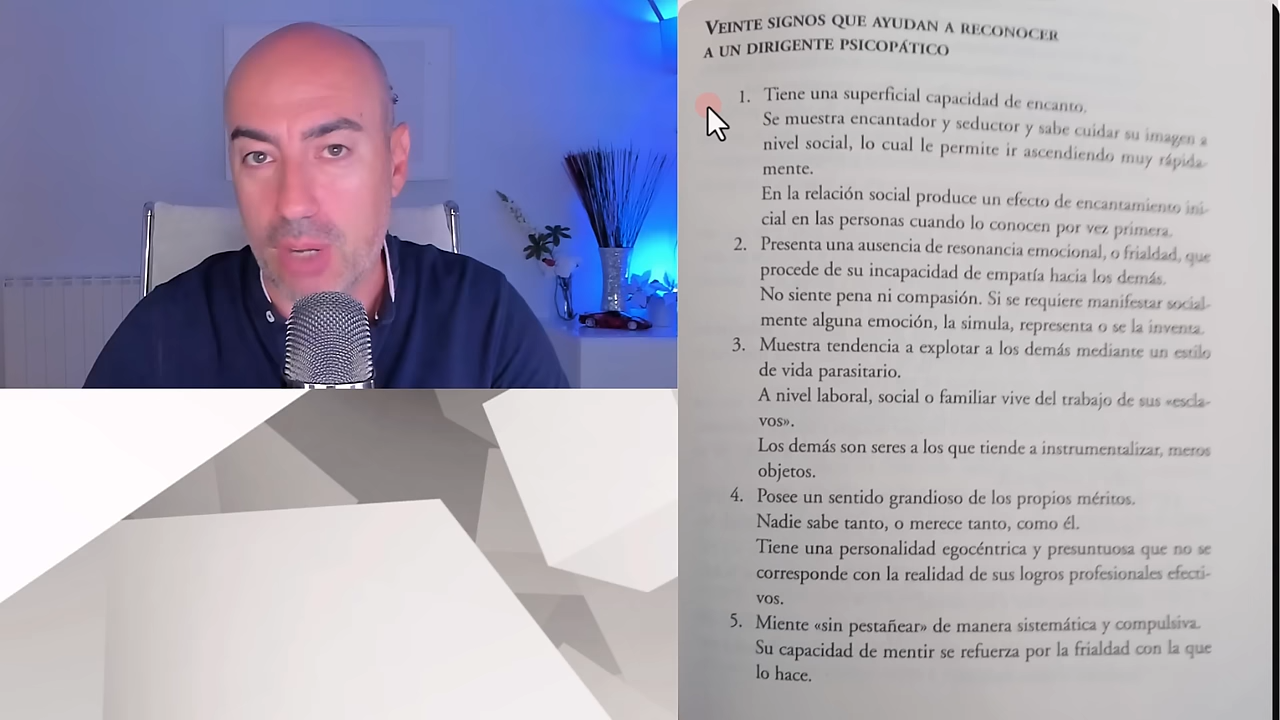 VEINTE SIGNOS QUE AYUDAN A RECONOCER
A UN DIRIGENTE PSICOPÁTICO
1. Tiene una superficial capacidad de encanto.
Se muestra encantador y seductor y sabe cuidar su imagen a
nivel social, lo cual le permite ir ascendiendo muy rápida-
mente.
En la relación social produce un efecto de encantamiento ini-
cial en las personas cuando lo conocen por vez primera.
2. Presenta una ausencia de resonancia emocional, o frialdad, que
procede de su incapacidad de empatía hacia los demás.
No siente pena ni compasión. Si se requiere manifestar social-
mente alguna emoción, la simula, representa o se la inventa.
3. Muestra tendencia a explotar a los demás mediante un estilo
de vida parasitario.
A nivel laboral, social o familiar vive del trabajo de sus «escla-
vos».
Los demás son seres a los que tiende a instrumentalizar, meros
objetos.
4. Posee un sentido grandioso de los propios méritos.
Nadie sabe tanto, o merece tanto, como él.
Tiene una personalidad egocéntrica y presuntuosa que no se
corresponde con la realidad de sus logros profesionales efecti-
vos.
5. Miente «sin pestañear» de manera sistemática y compulsiva.
Su capacidad de mentir se refuerza por la frialdad con la que
lo hace.